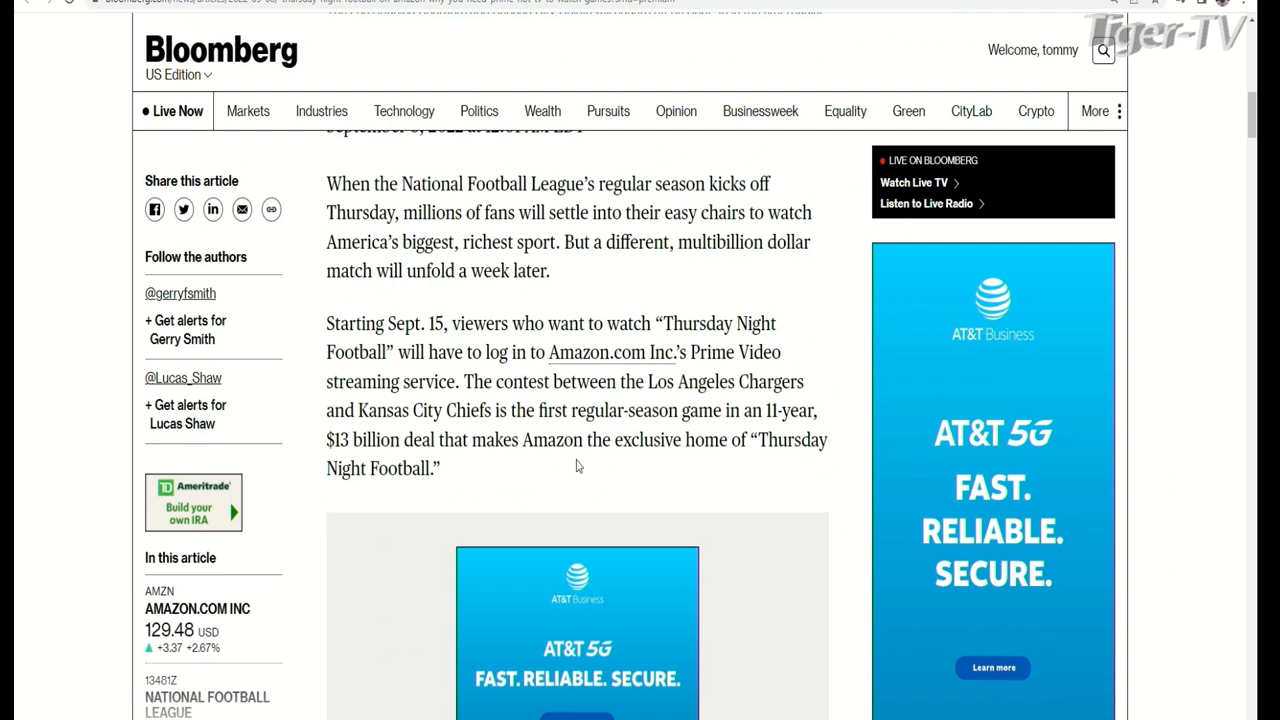 bloomberg.com/news/articles/2022-09-06/
Tiger-TV
Bloomberg
US Edition
Welcome, tommy
Live Now
Markets
Industries
Technology
Politics
Wealth
Pursuits
Opinion
Businessweek
Equality
Green
CityLab
Crypto
More
Share this article
Follow the authors
@gerryfsmith
+ Get alerts for
Gerry Smith
@Lucas_Shaw
+ Get alerts for
Lucas Shaw
TD Ameritrade
Build your
own IRA
In this article
AMZN
AMAZON.COM INC
129.48 USD
+3.37 +2.67%
13481Z
NATIONAL FOOTBALL
LEAGUE
When the National Football League’s regular season kicks off
Thursday, millions of fans will settle into their easy chairs to watch
America’s biggest, richest sport. But a different, multibillion dollar
match will unfold a week later.
Starting Sept. 15, viewers who want to watch “Thursday Night
Football” will have to log in to Amazon.com Inc.’s Prime Video
streaming service. The contest between the Los Angeles Chargers
and Kansas City Chiefs is the first regular-season game in an 11-year,
$13 billion deal that makes Amazon the exclusive home of “Thursday
Night Football.”
AT&T Business
AT&T 5G
FAST. RELIABLE. SECURE.
LIVE ON BLOOMBERG
Watch Live TV
Listen to Live Radio
AT&T Business
AT&T 5G
FAST.
RELIABLE.
SECURE.
Learn more